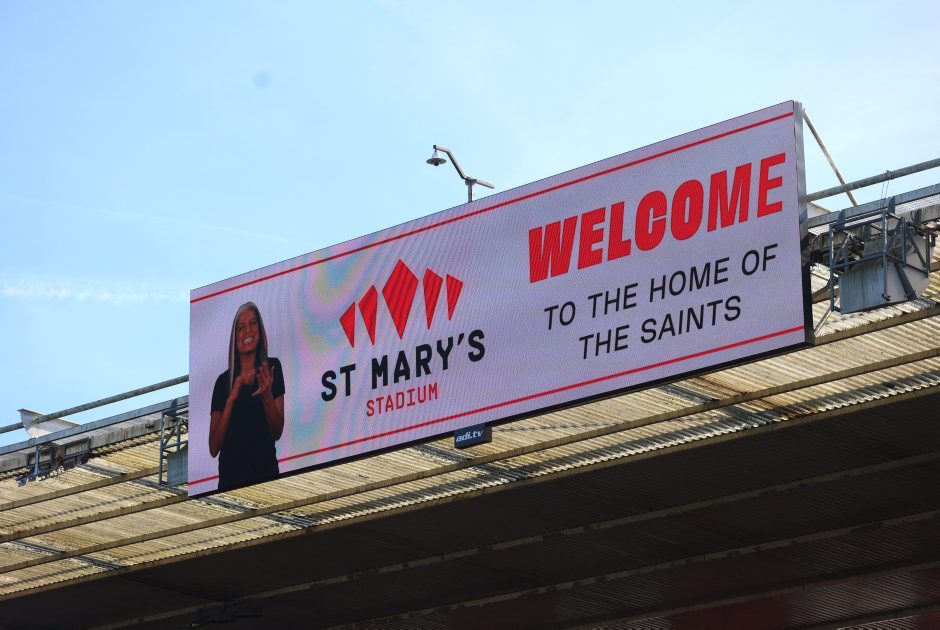 WELCOME
TO THE HOME OF
THE SAINTS
ST MARY'S
STADIUM
adi.tv